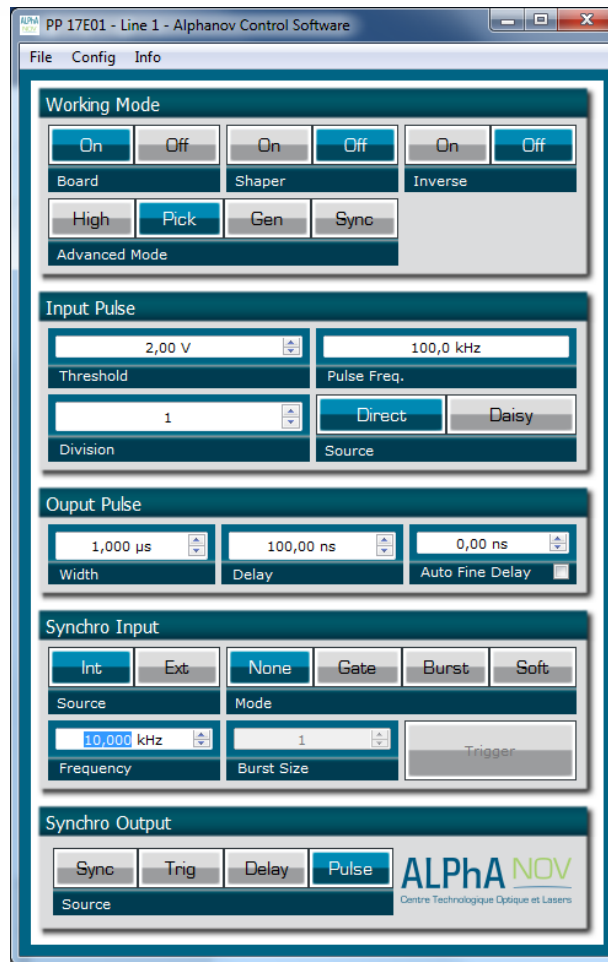 PP 17E01 - Line 1 - Alphanov Control Software
File Config Info
Working Mode
On Off On Off On Off
Board Shaper Inverse
High Pick Gen Sync
Advanced Mode
Input Pulse
2,00 V 100,0 kHz
Threshold Pulse Freq.
1 Direct Daisy
Division Source
Ouput Pulse
1,000 µs 100,00 ns 0,00 ns
Width Delay Auto Fine Delay
Synchro Input
Int Ext None Gate Burst Soft
Source Mode
10,000 kHz 1 Trigger
Frequency Burst Size
Synchro Output
Sync Trig Delay Pulse ALPhA NOV
Source Centre Technologique Optique et Lasers